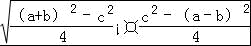 √((a+b)²－c²/4 ¡¤ c²－(a－b)²/4)